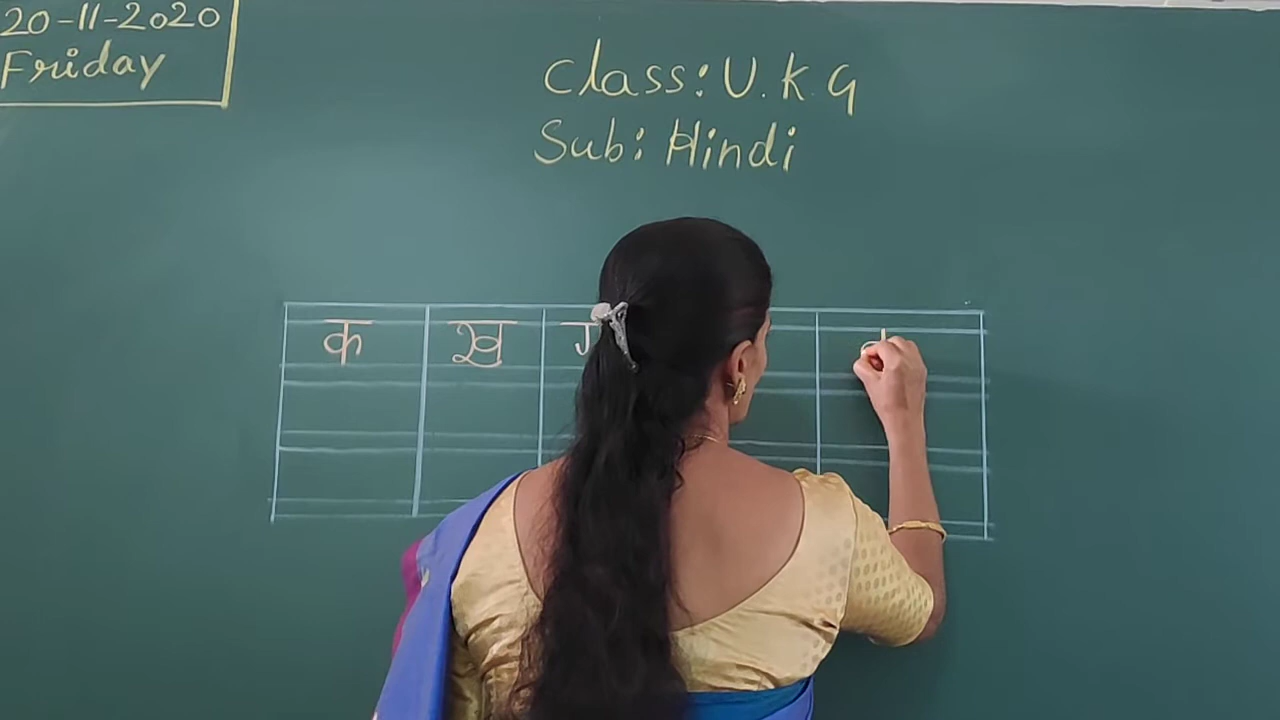 20-11-2020
Friday
Class: U.K.G
Sub: Hindi
क ख